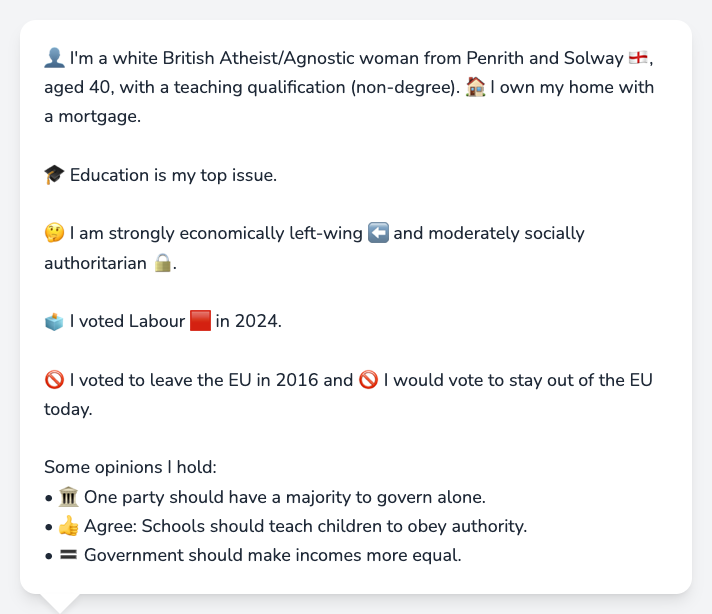 👤 I'm a white British Atheist/Agnostic woman from Penrith and Solway 🏴󠁧󠁢󠁥󠁮󠁧󠁿,
aged 40, with a teaching qualification (non-degree). 🏠 I own my home with
a mortgage.
🎓 Education is my top issue.
🤔 I am strongly economically left-wing ⬅️ and moderately socially
authoritarian 🔒.
🗳️ I voted Labour 🟥 in 2024.
🚫 I voted to leave the EU in 2016 and 🚫 I would vote to stay out of the EU
today.
Some opinions I hold:
• 🏛️ One party should have a majority to govern alone.
• 👍 Agree: Schools should teach children to obey authority.
• 🟰 Government should make incomes more equal.